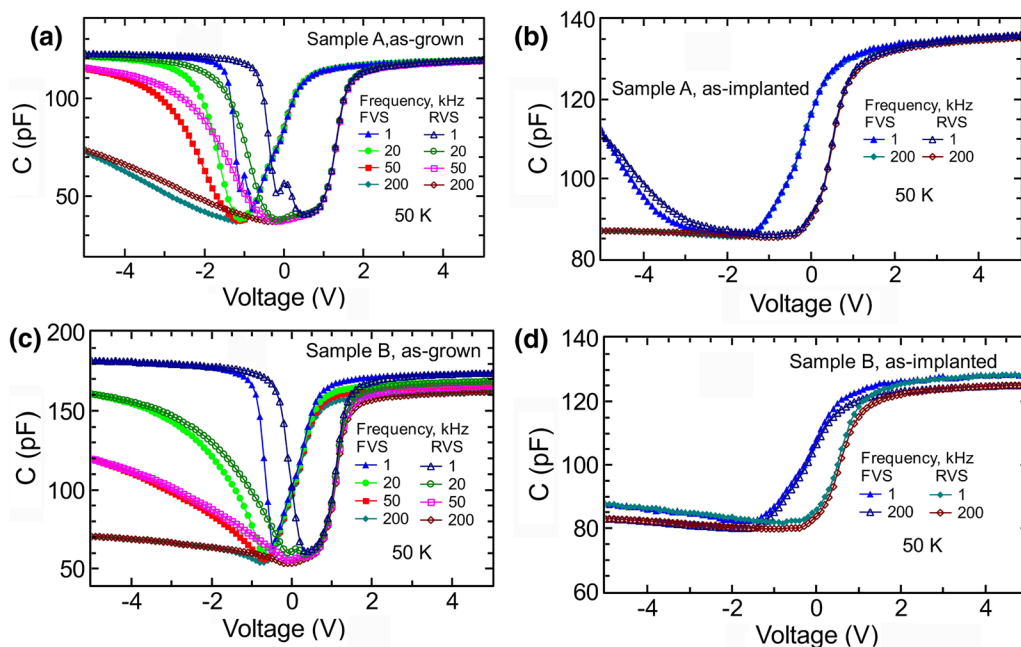 (a)
Sample A,as-grown
C (pF)
100
50
Frequency, kHz
FVS RVS
1 1
20 20
50 50
200 200
50 K
-4 -2 0 2 4
Voltage (V)
(b)
Sample A, as-implanted
C (pF)
140
130
120
110
100
90
80
Frequency, kHz
FVS RVS
1 1
200 200
50 K
-4 -2 0 2 4
Voltage (V)
(c)
Sample B, as-grown
C (pF)
200
150
100
50
Frequency, kHz
FVS RVS
1 1
20 20
50 50
200 200
50 K
-4 -2 0 2 4
Voltage (V)
(d)
Sample B, as-implanted
C (pF)
140
120
100
80
60
Frequency, kHz
FVS RVS
1 1
200 200
50 K
-4 -2 0 2 4
Voltage (V)